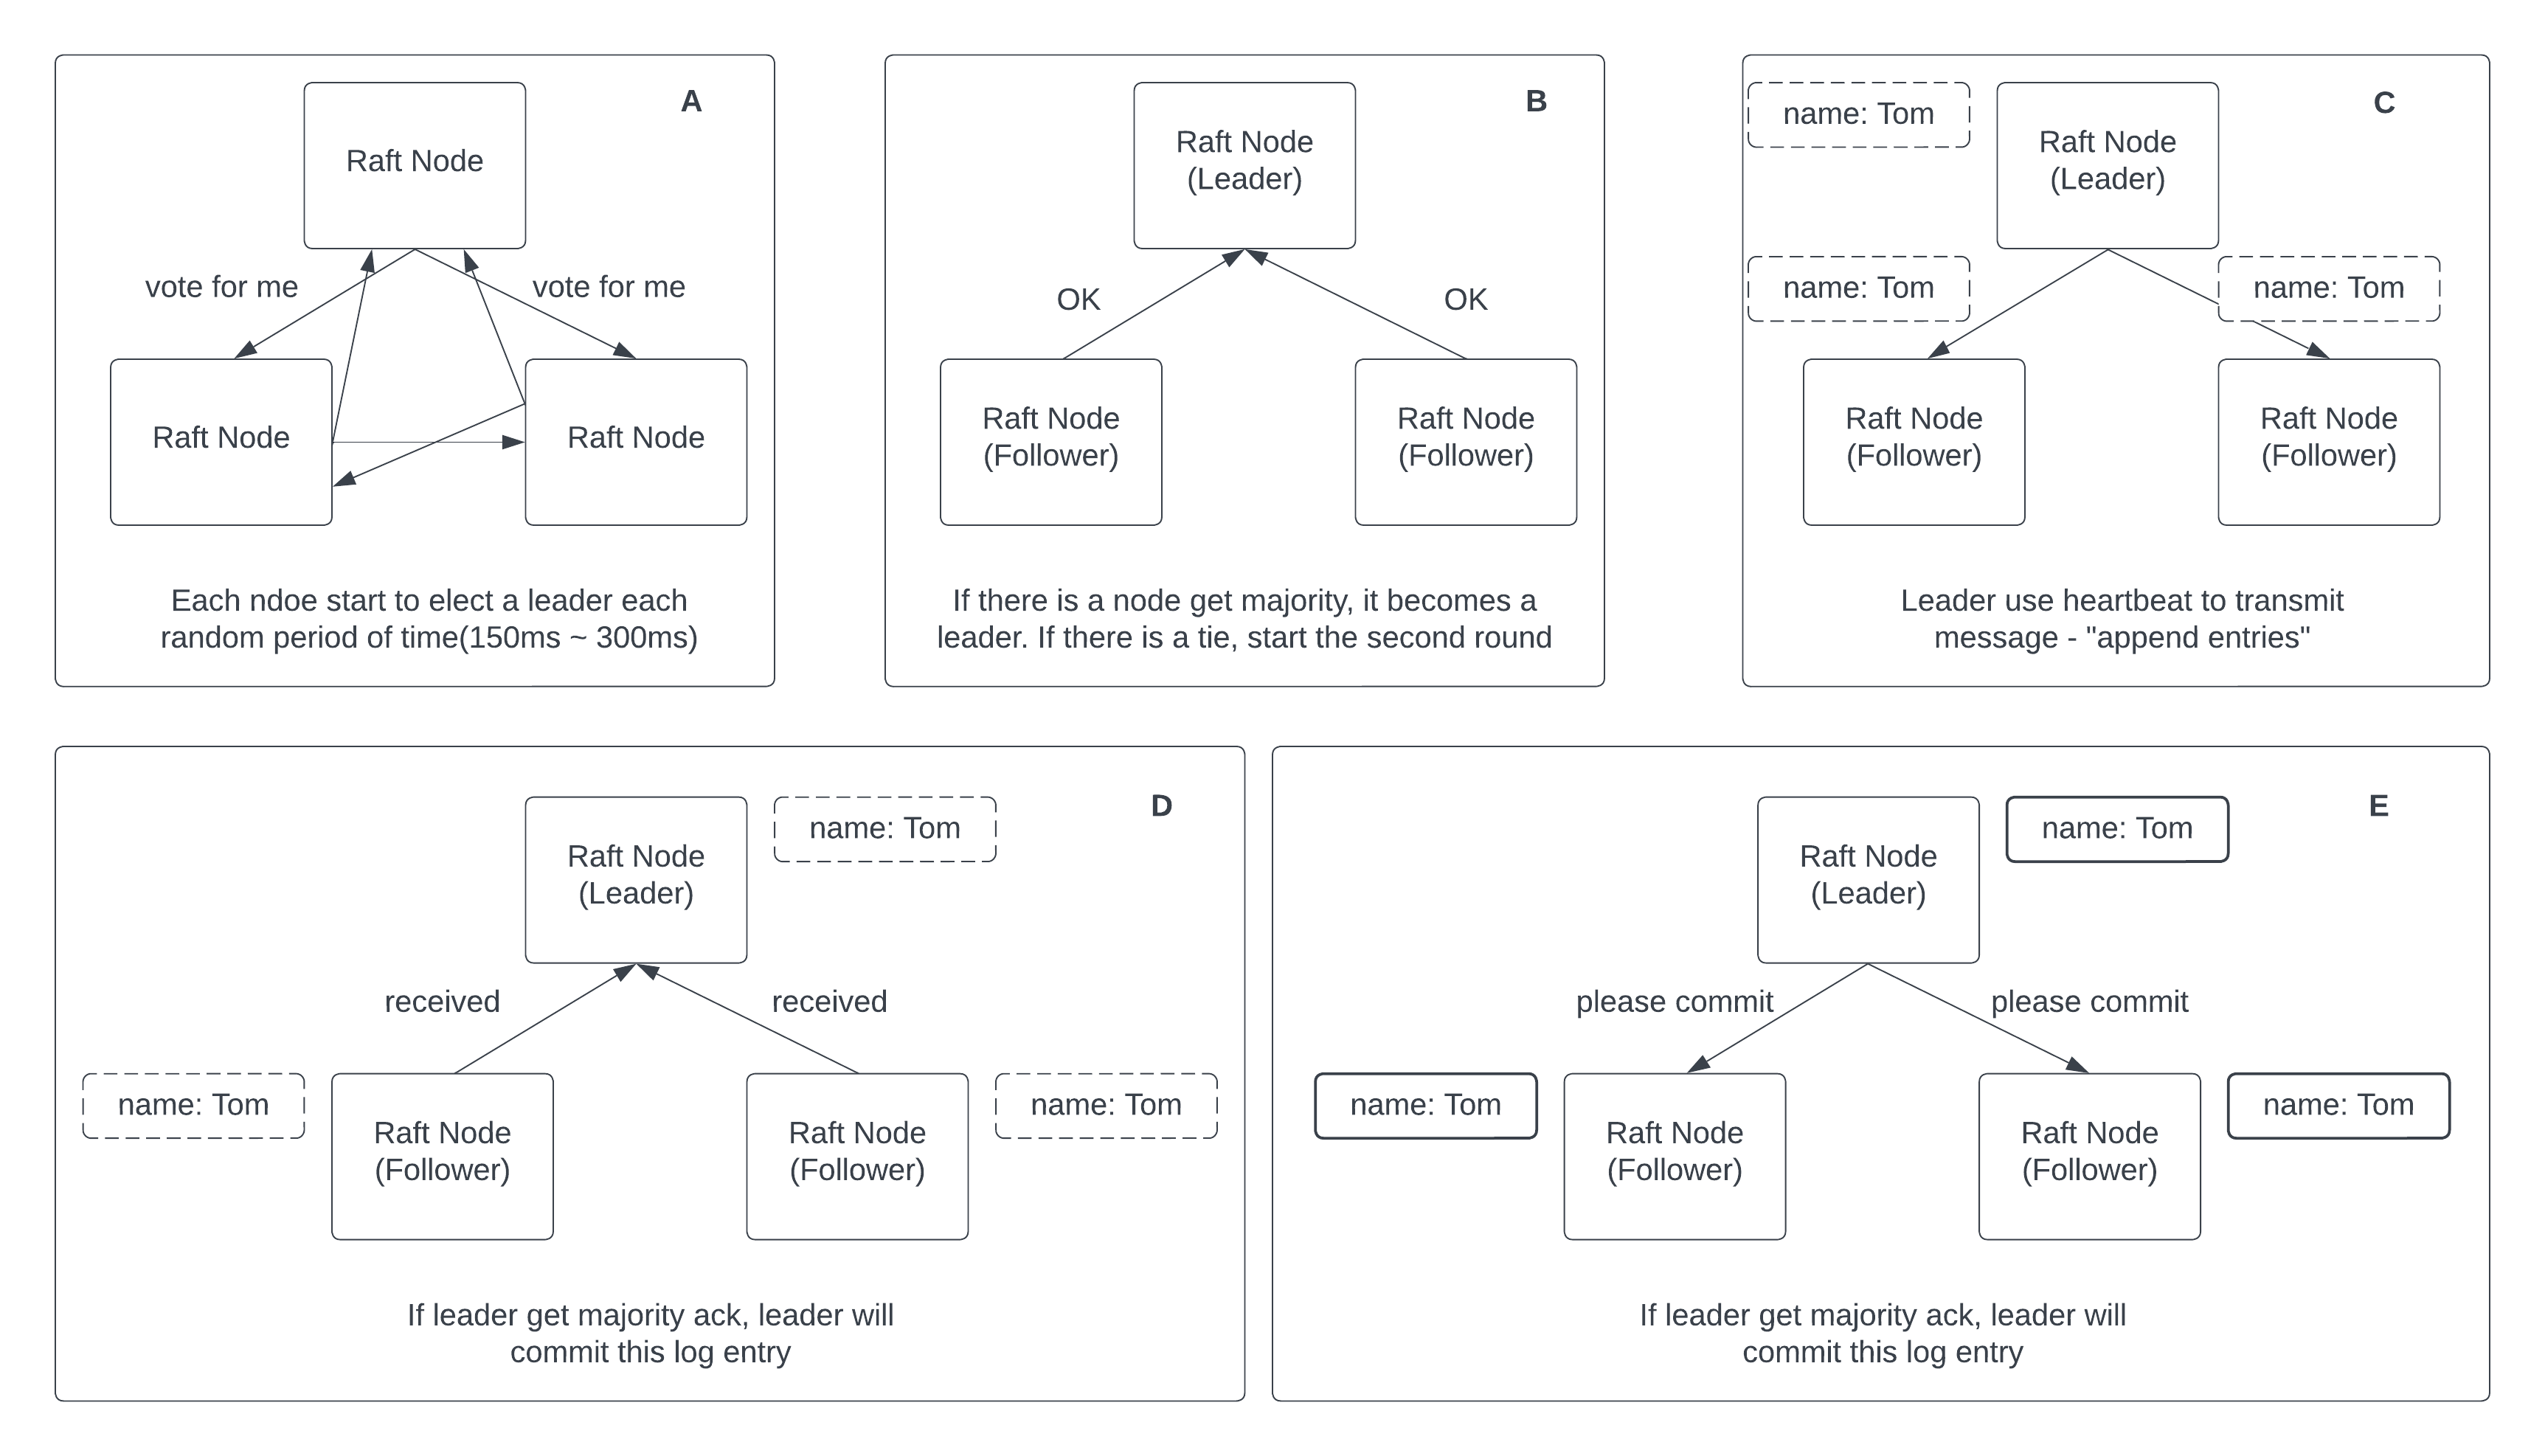 A
Raft Node
vote for me
vote for me
Raft Node
Raft Node
Each ndoe start to elect a leader each
random period of time(150ms ~ 300ms)
B
Raft Node
(Leader)
OK
OK
Raft Node
(Follower)
Raft Node
(Follower)
If there is a node get majority, it becomes a
leader. If there is a tie, start the second round
C
name: Tom
Raft Node
(Leader)
name: Tom
name: Tom
Raft Node
(Follower)
Raft Node
(Follower)
Leader use heartbeat to transmit
message - "append entries"
D
Raft Node
(Leader)
name: Tom
received
received
name: Tom
Raft Node
(Follower)
Raft Node
(Follower)
name: Tom
If leader get majority ack, leader will
commit this log entry
E
Raft Node
(Leader)
name: Tom
please commit
please commit
name: Tom
Raft Node
(Follower)
Raft Node
(Follower)
name: Tom
If leader get majority ack, leader will
commit this log entry